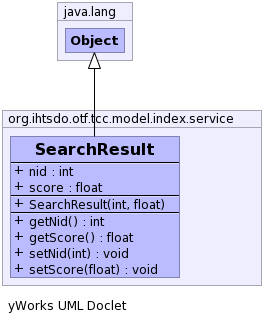 java.lang
Object
org.ihtsdo.otf.tcc.model.index.service
SearchResult
+ nid : int
+ score : float
+ SearchResult(int, float)
+ getNid() : int
+ getScore() : float
+ setNid(int) : void
+ setScore(float) : void
yWorks UML Doclet